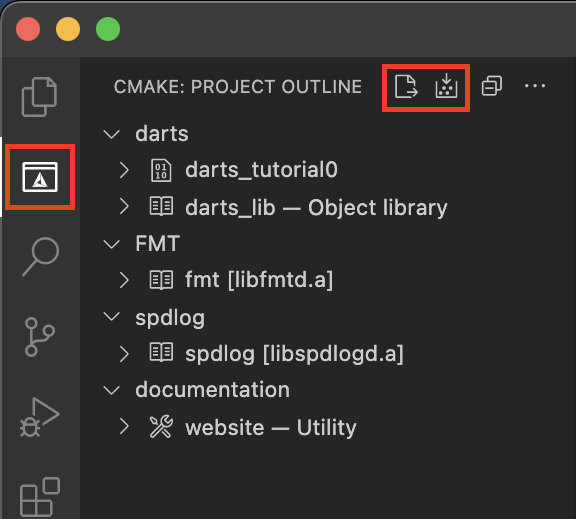 CMAKE: PROJECT OUTLINE
darts
darts_tutorial0
darts_lib — Object library
FMT
fmt [libfmtd.a]
spdlog
spdlog [libspdlogd.a]
documentation
website — Utility